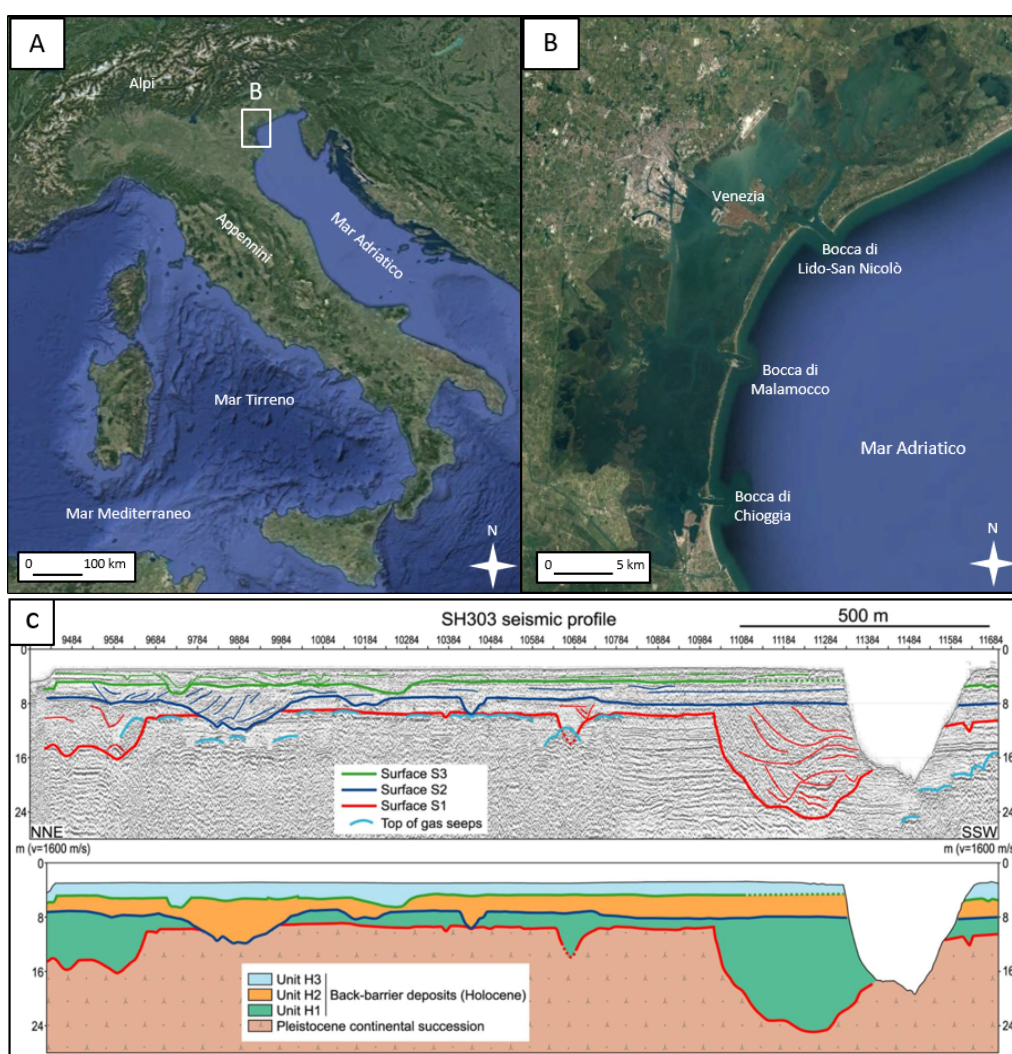 A
Alpi
B
Appennini
Mar Adriatico
Mar Tirreno
Mar Mediterraneo
0 100 km
N
B
Venezia
Bocca di
Lido-San Nicolò
Bocca di
Malamocco
Mar Adriatico
Bocca di
Chioggia
0 5 km
N
C
SH303 seismic profile
500 m
9484 9584 9684 9784 9884 9984 10084 10184 10284 10384 10484 10584 10684 10784 10884 10984 11084 11184 11284 11384 11484 11584 11684
0 0
8 8
16 16
24 24
Surface S3
Surface S2
Surface S1
Top of gas seeps
NNE SSW
m (v=1600 m/s) m (v=1600 m/s)
0 0
8 8
16 16
24 24
Unit H3
Unit H2 Back-barrier deposits (Holocene)
Unit H1
Pleistocene continental succession